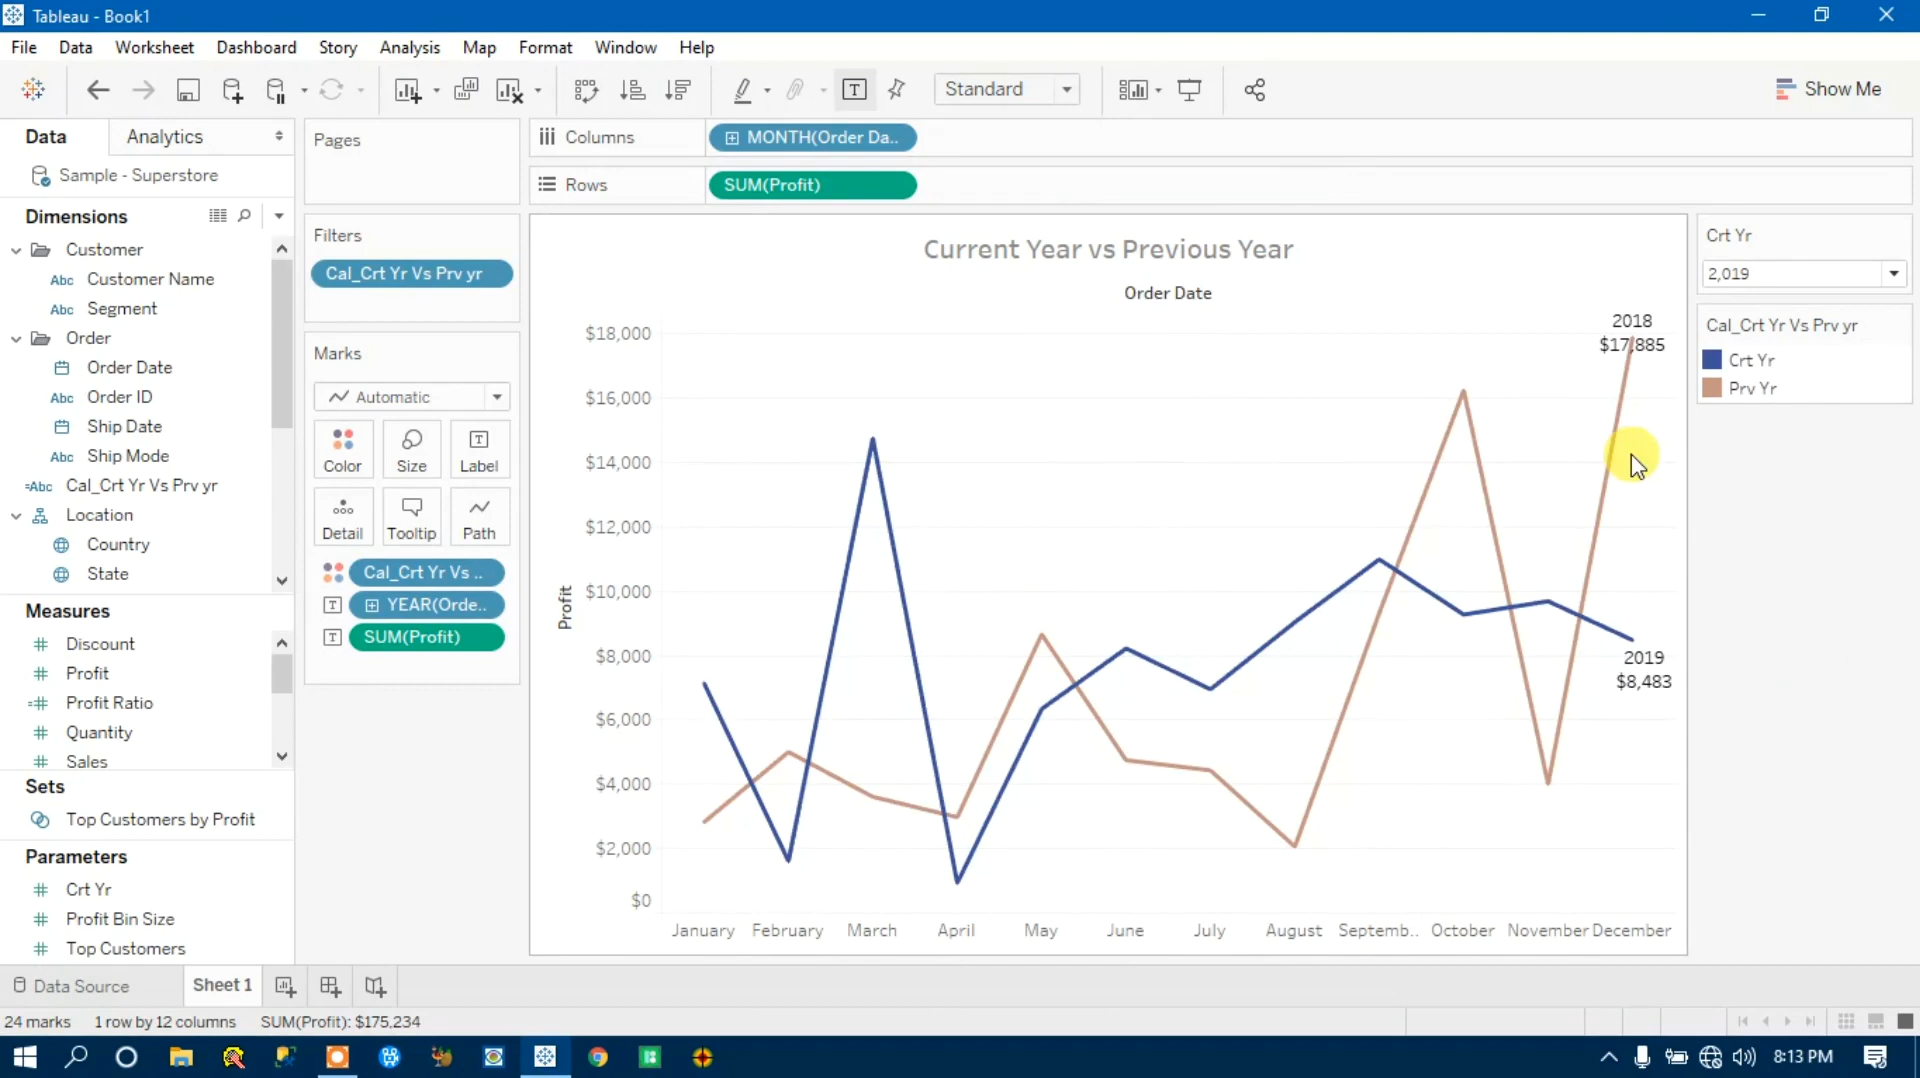 Tableau - Book1
File Data Worksheet Dashboard Story Analysis Map Format Window Help
Standard
Show Me
Data Analytics
Sample - Superstore
Dimensions
Customer
Abc Customer Name
Abc Segment
Order
Order Date
Abc Order ID
Ship Date
Abc Ship Mode
=Abc Cal_Crt Yr Vs Prv yr
Location
Country
State
Measures
# Discount
# Profit
=# Profit Ratio
# Quantity
# Sales
Sets
Top Customers by Profit
Parameters
# Crt Yr
# Profit Bin Size
# Top Customers
Pages
Filters
Cal_Crt Yr Vs Prv yr
Marks
Automatic
Color Size Label
Detail Tooltip Path
Cal_Crt Yr Vs ..
YEAR(Orde..
SUM(Profit)
Columns MONTH(Order Da..
Rows SUM(Profit)
Current Year vs Previous Year
Order Date
2018
$17,885
$18,000
$16,000
$14,000
$12,000
$10,000
$8,000
$6,000
$4,000
$2,000
$0
Profit
2019
$8,483
January February March April May June July August Septemb.. October November December
Crt Yr
2,019
Cal_Crt Yr Vs Prv yr
Crt Yr
Prv Yr
Data Source Sheet 1
24 marks 1 row by 12 columns SUM(Profit): $175,234
8:13 PM